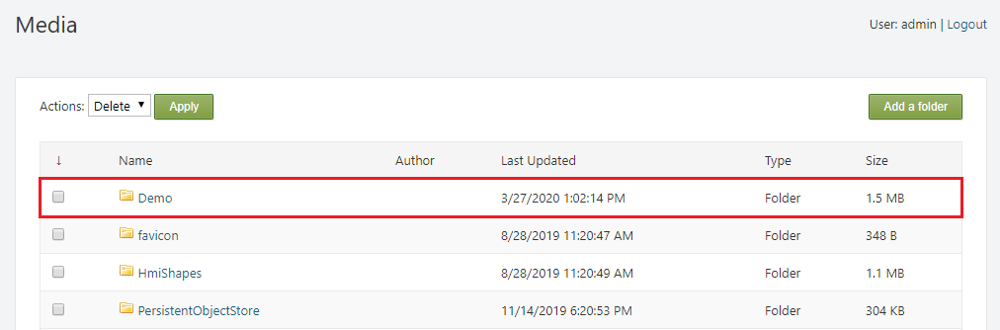 Media
User: admin | Logout
Actions: Delete Apply Add a folder
↓ Name Author Last Updated Type Size
Demo 3/27/2020 1:02:14 PM Folder 1.5 MB
favicon 8/28/2019 11:20:47 AM Folder 348 B
HmiShapes 8/28/2019 11:20:49 AM Folder 1.1 MB
PersistentObjectStore 11/14/2019 6:20:53 PM Folder 304 KB